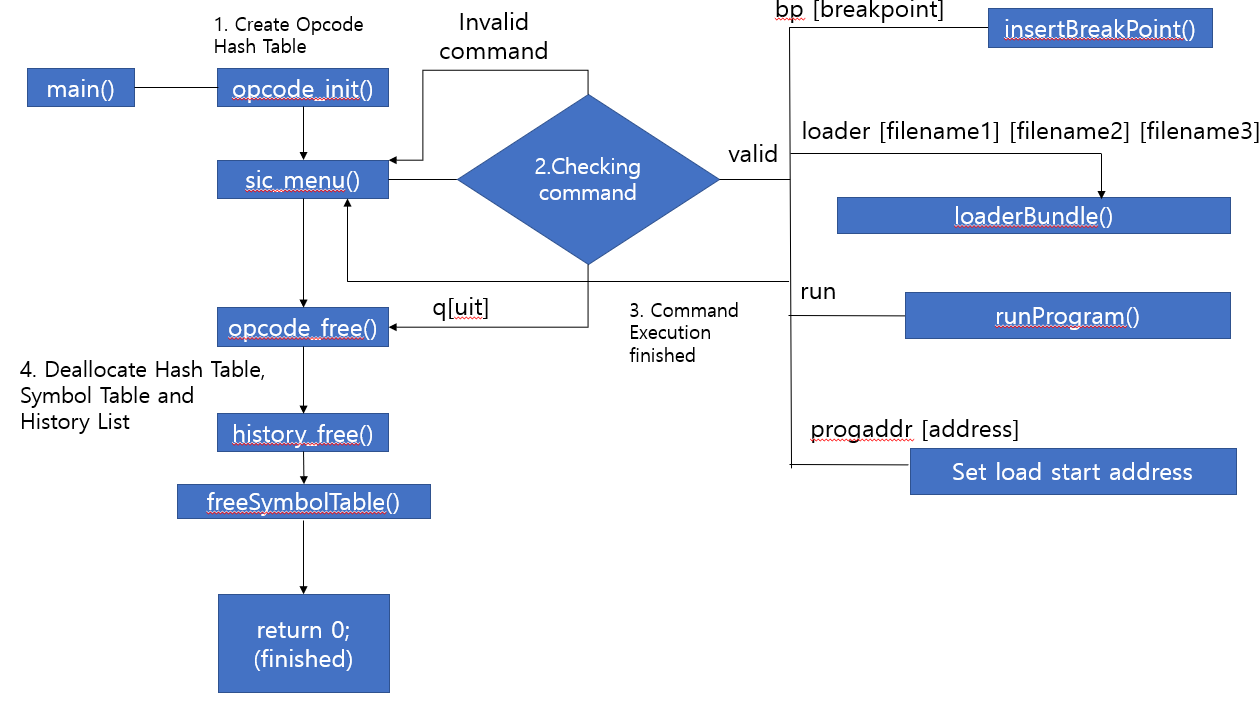 1. Create Opcode
Hash Table
Invalid
command
bp [breakpoint]
insertBreakPoint()
main()
opcode_init()
loader [filename1] [filename2] [filename3]
valid
2.Checking
command
sic_menu()
loaderBundle()
run
q[uit]
3. Command
Execution
finished
runProgram()
opcode_free()
4. Deallocate Hash Table,
Symbol Table and
History List
history_free()
progaddr [address]
Set load start address
freeSymbolTable()
return 0;
(finished)